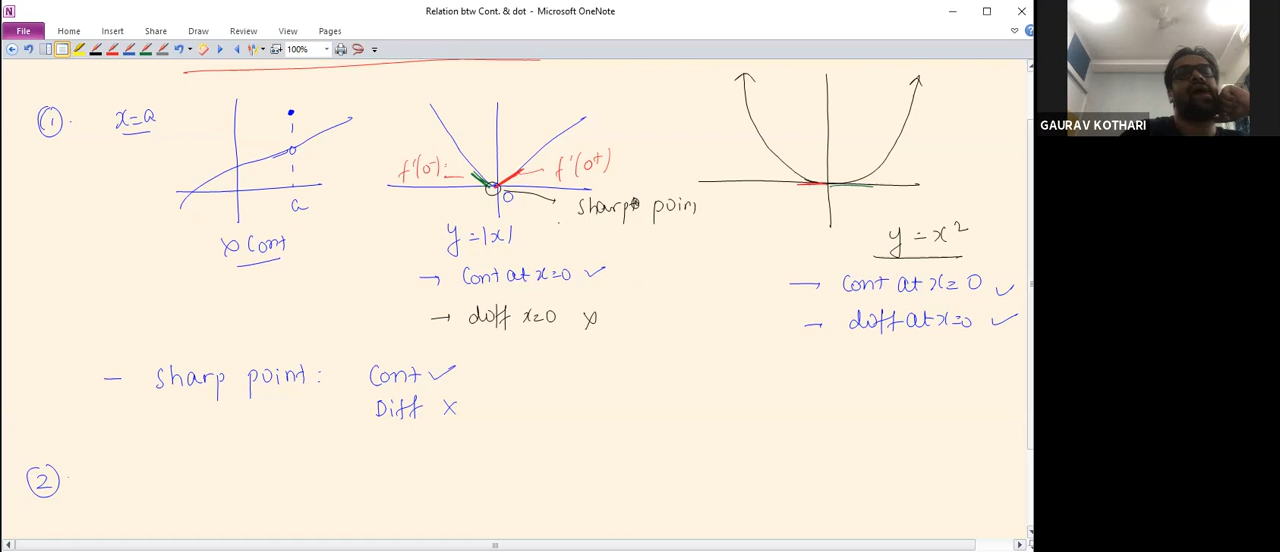 Relation btw Cont. & dot - Microsoft OneNote
File Home Insert Share Draw Review View Pages
100%
GAURAV KOTHARI
(1). x=a
a
x Cont
f'(0-):
f'(0+)
0
sharp point
y=|x|
→ Cont at x=0 ✓
→ diff x=0 x
y=x²
→ Cont at x=0 ✓
→ diff at x=0 ✓
- Sharp point: Cont ✓
Diff x
(2).